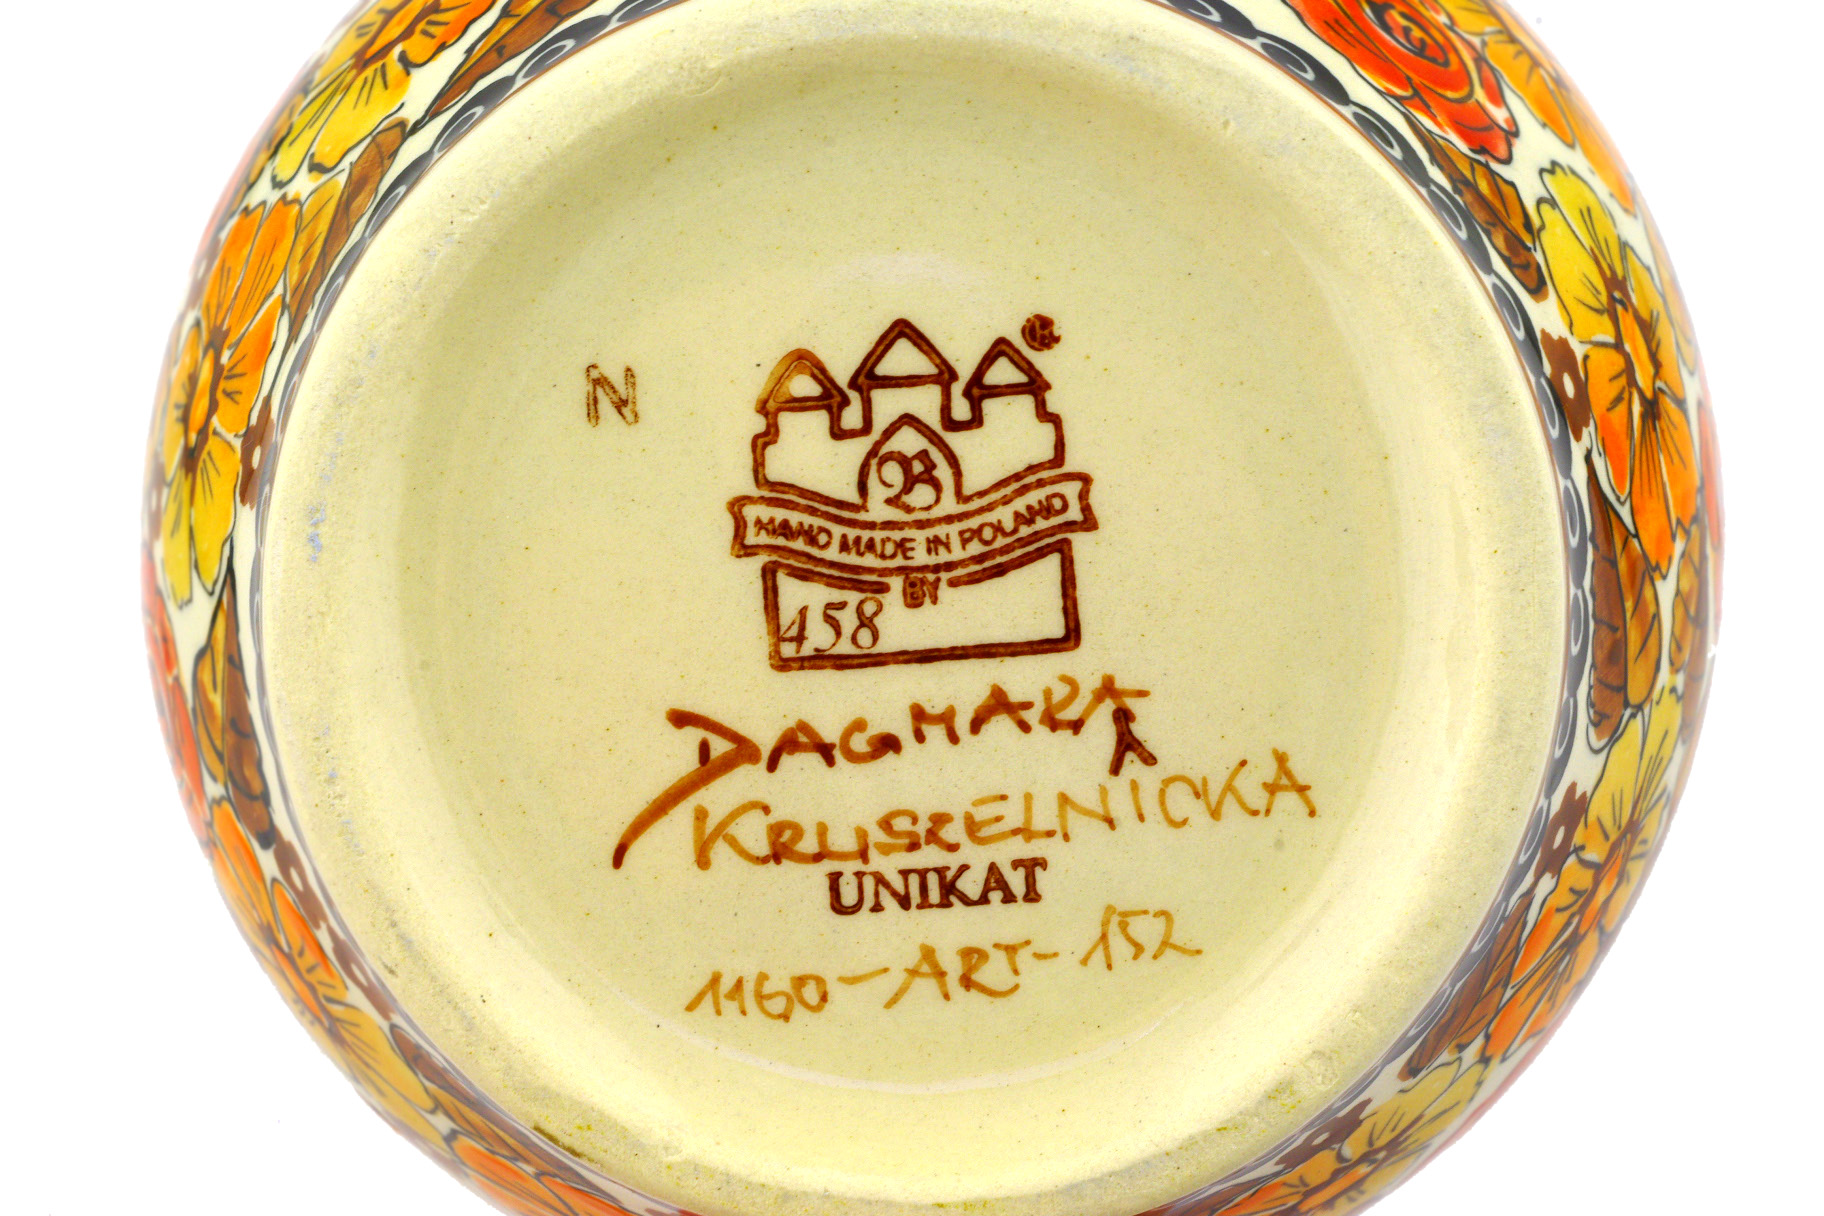 ®
N
B
HAND MADE IN POLAND
BY
458
DAGMARA
KRUSZELNICKA
UNIKAT
1160-ART-152